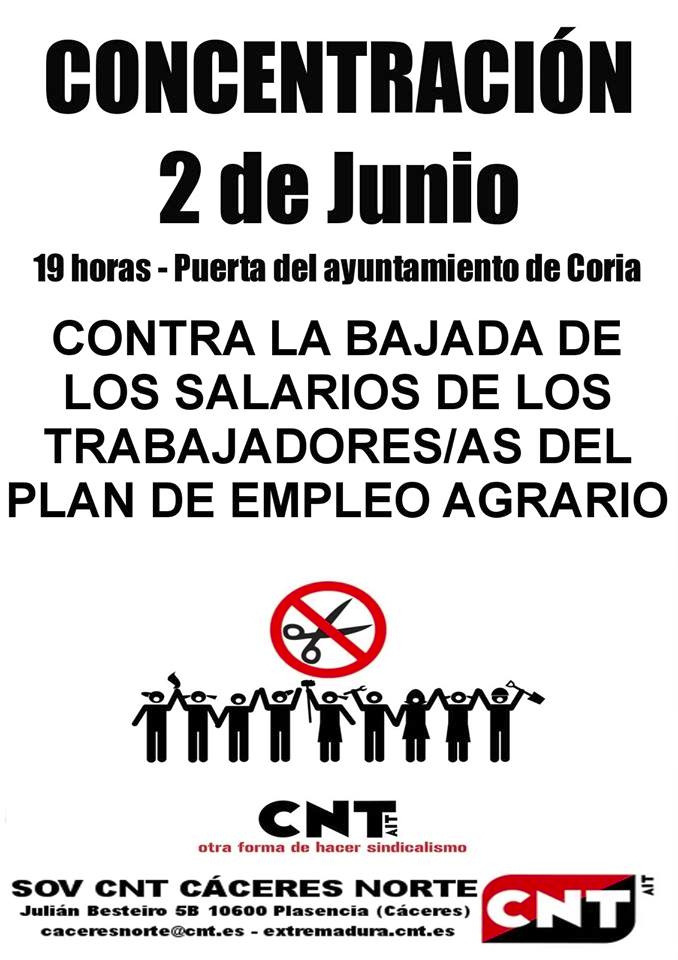 CONCENTRACIÓN
2 de Junio
19 horas - Puerta del ayuntamiento de Coria
CONTRA LA BAJADA DE
LOS SALARIOS DE LOS
TRABAJADORES/AS DEL
PLAN DE EMPLEO AGRARIO
CNT AIT
otra forma de hacer sindicalismo
SOV CNT CÁCERES NORTE
Julián Besteiro 5B 10600 Plasencia (Cáceres)
caceresnorte@cnt.es - extremadura.cnt.es
CNT AIT